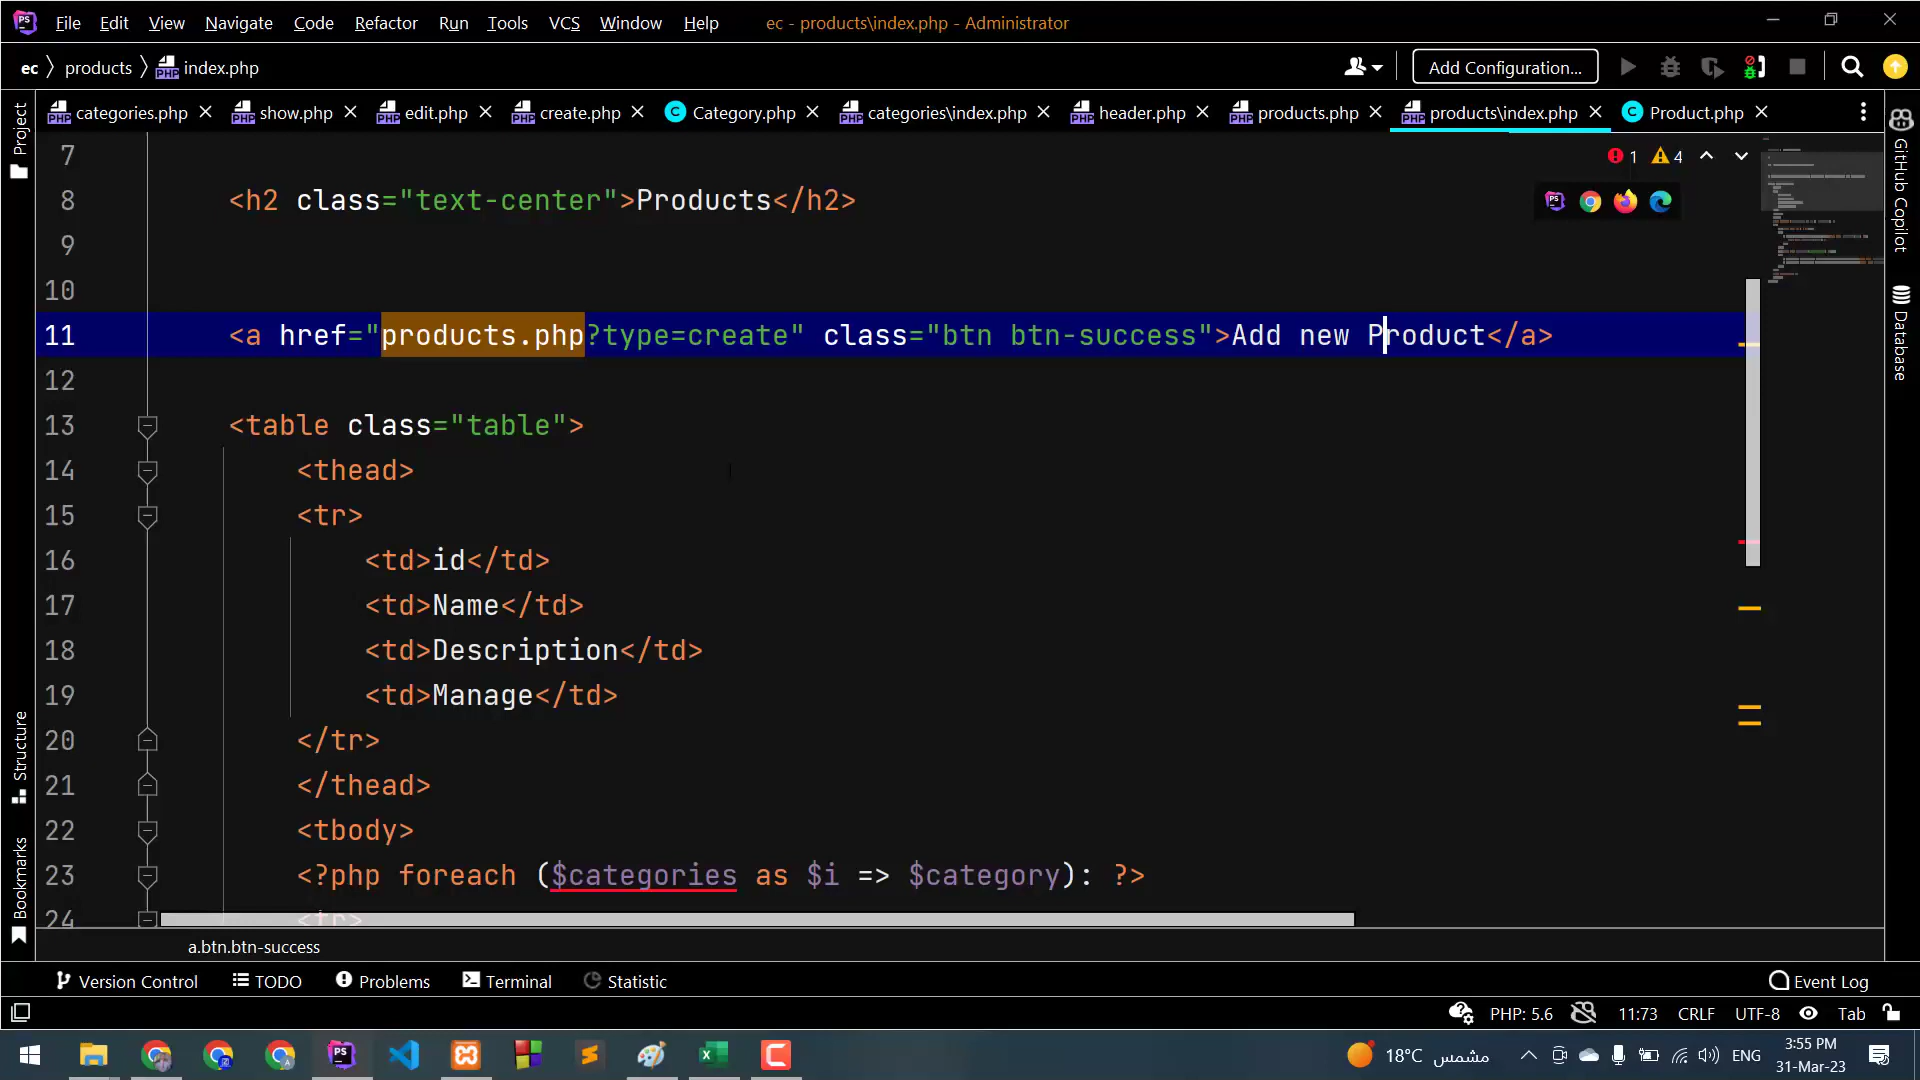 File Edit View Navigate Code Refactor Run Tools VCS Window Help ec - products\index.php - Administrator
ec products index.php Add Configuration...
categories.php show.php edit.php create.php Category.php categories\index.php header.php products.php products\index.php Product.php
Project
GitHub Copilot
Database
Structure
Bookmarks
1 4
7
8 <h2 class="text-center">Products</h2>
9
10
11 <a href="products.php?type=create" class="btn btn-success">Add new Product</a>
12
13 <table class="table">
14 <thead>
15 <tr>
16 <td>id</td>
17 <td>Name</td>
18 <td>Description</td>
19 <td>Manage</td>
20 </tr>
21 </thead>
22 <tbody>
23 <?php foreach ($categories as $i => $category): ?>
24 <tr>
a.btn.btn-success
Version Control TODO Problems Terminal Statistic Event Log
PHP: 5.6 11:73 CRLF UTF-8 Tab
18°C مشمس ENG 3:55 PM
31-Mar-23